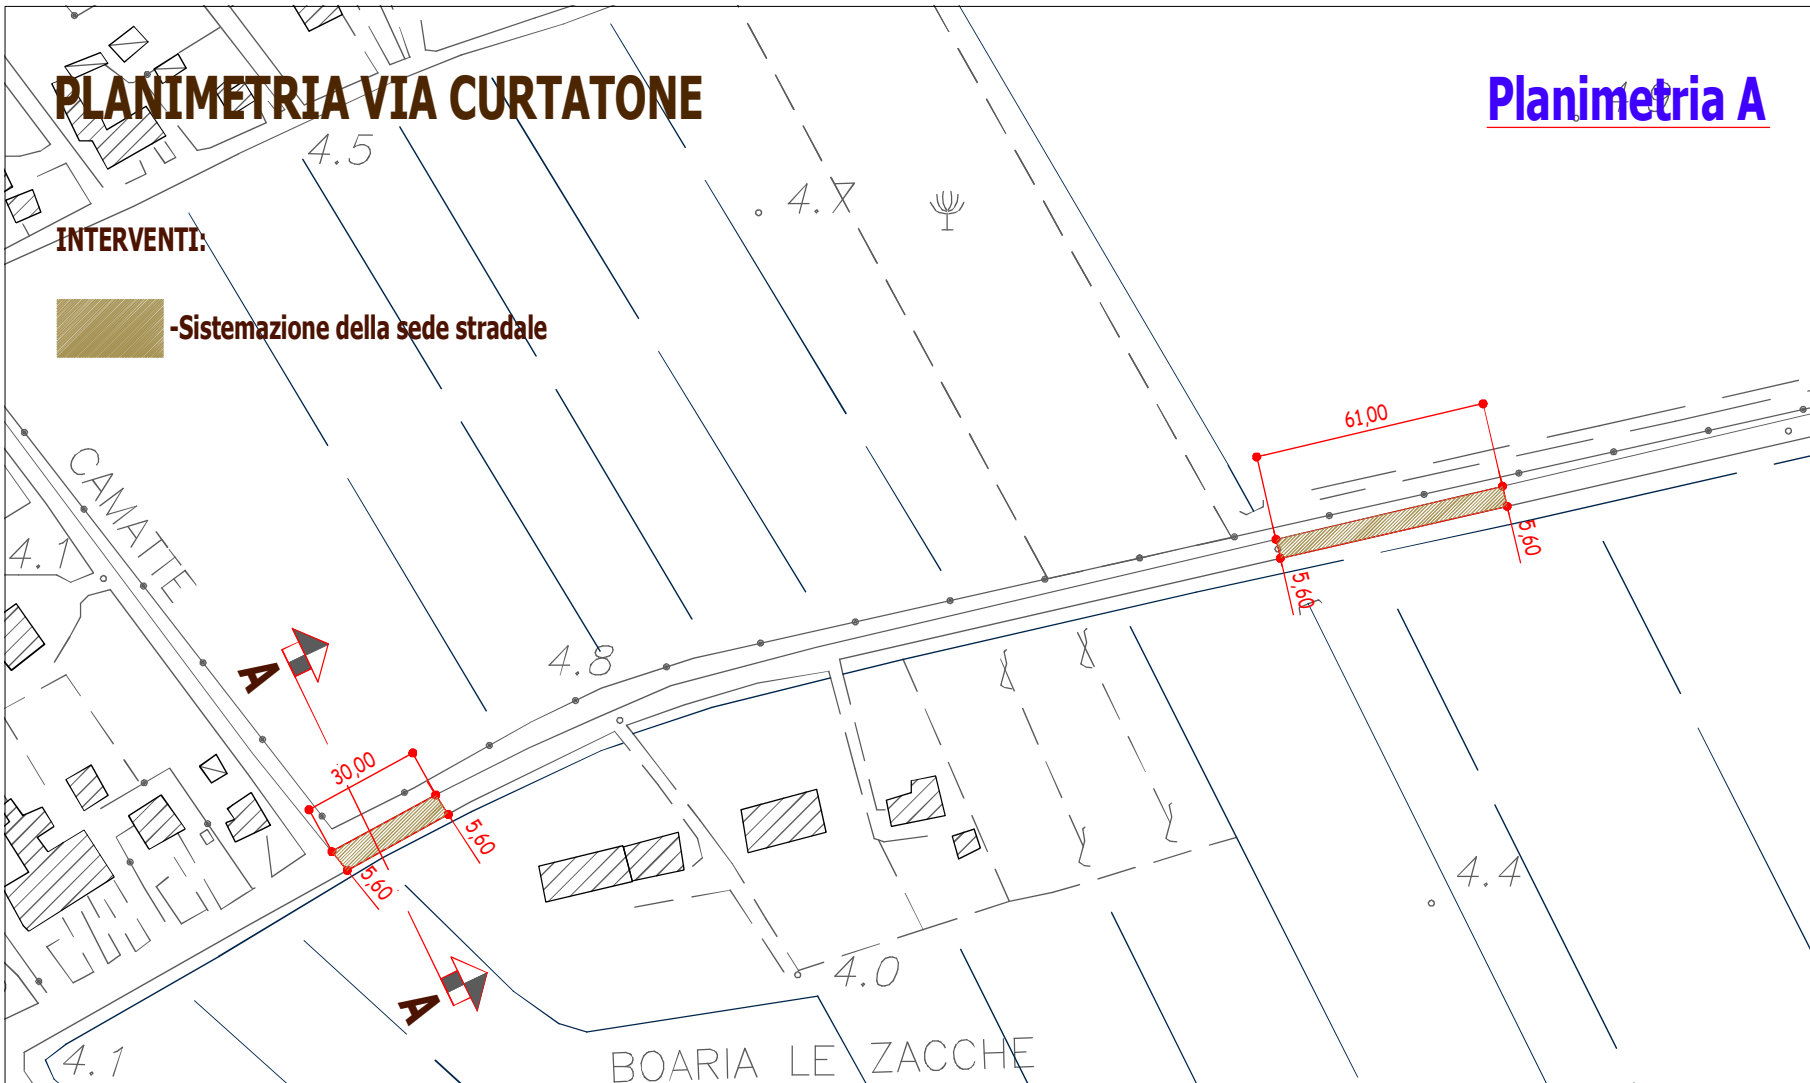 PLANIMETRIA VIA CURTATONE
Planimetria A
4.9
4.5
4.7
INTERVENTI:
-Sistemazione della sede stradale
61,00
5,60
5,60
CAMATTE
4.1
A
4.8
30,00
5,60
5,60
4.4
A
4.0
BOARIA LE ZACCHE
4.1